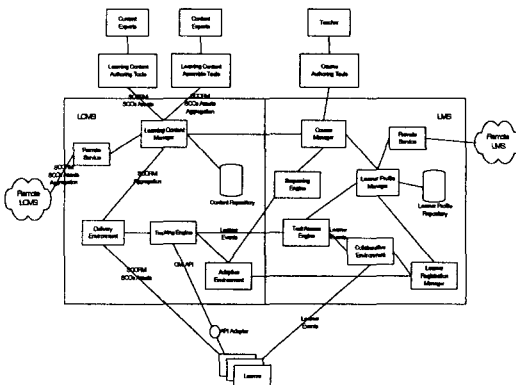 Content
Experts
Content
Experts
Teacher
Learning Content
Authoring Tools
Learning Content
Assemble Tools
Course
Authoring Tools
SCORM
SCOs Assets
SCORM
SCOs Assets
Aggregation
LCMS
LMS
Learning Content
Manager
Course
Manager
Remote
Service
Remote
Service
Remote
LMS
SCORM
SCOs Assets
Aggregation
SCORM
Aggregation
Remote
LCMS
Content Repository
Sequencing
Engine
Learner Profile
Manager
Learner Profile
Repository
Delivery
Environment
Tracking Engine
Learner
Events
Test/Assess
Engine
Learner
Events
Collaborative
Environment
SCORM
SCOs Assets
API
Adaptive
Environment
Learner
Registration
Manager
API Adapter
Learner
Events
Learner